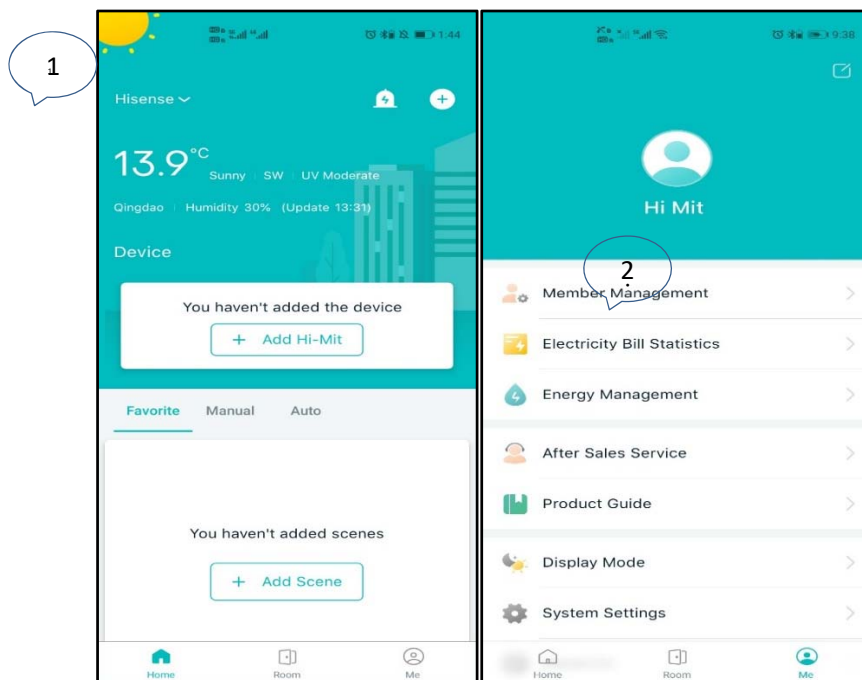 1
1:44
Hisense
13.9°C
Sunny SW UV Moderate
Qingdao Humidity 30% (Update 13:31)
Device
You haven't added the device
+ Add Hi-Mit
Favorite Manual Auto
You haven't added scenes
+ Add Scene
Home Room Me
9:38
Hi Mit
2.
Member Management
Electricity Bill Statistics
Energy Management
After Sales Service
Product Guide
Display Mode
System Settings
Home Room Me